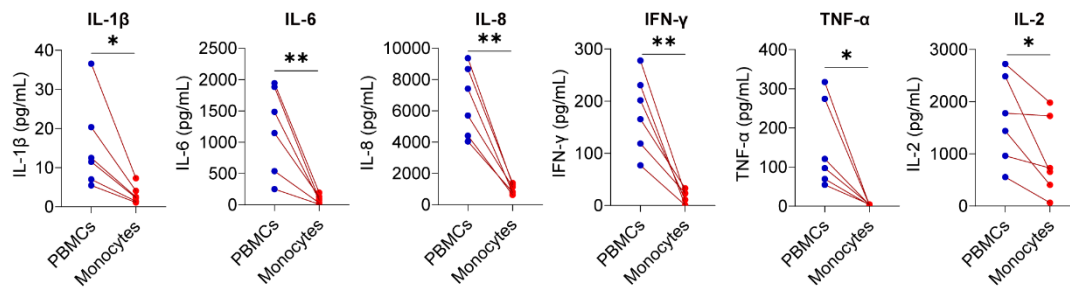 IL-1β
*
IL-1β (pg/mL)
40
30
20
10
0
PBMCs
Monocytes
IL-6
**
IL-6 (pg/mL)
2500
2000
1500
1000
500
0
PBMCs
Monocytes
IL-8
**
IL-8 (pg/mL)
10000
8000
6000
4000
2000
0
PBMCs
Monocytes
IFN-γ
**
IFN-γ (pg/mL)
300
200
100
0
PBMCs
Monocytes
TNF-α
*
TNF-α (pg/mL)
400
300
200
100
0
PBMCs
Monocytes
IL-2
*
IL-2 (pg/mL)
3000
2000
1000
0
PBMCs
Monocytes